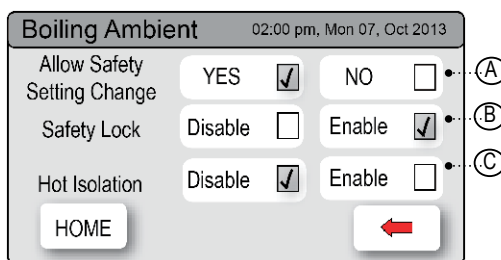 Boiling Ambient 02:00 pm, Mon 07, Oct 2013
Allow Safety
Setting Change
YES NO
A
Safety Lock Disable Enable
B
Hot Isolation Disable Enable
C
HOME